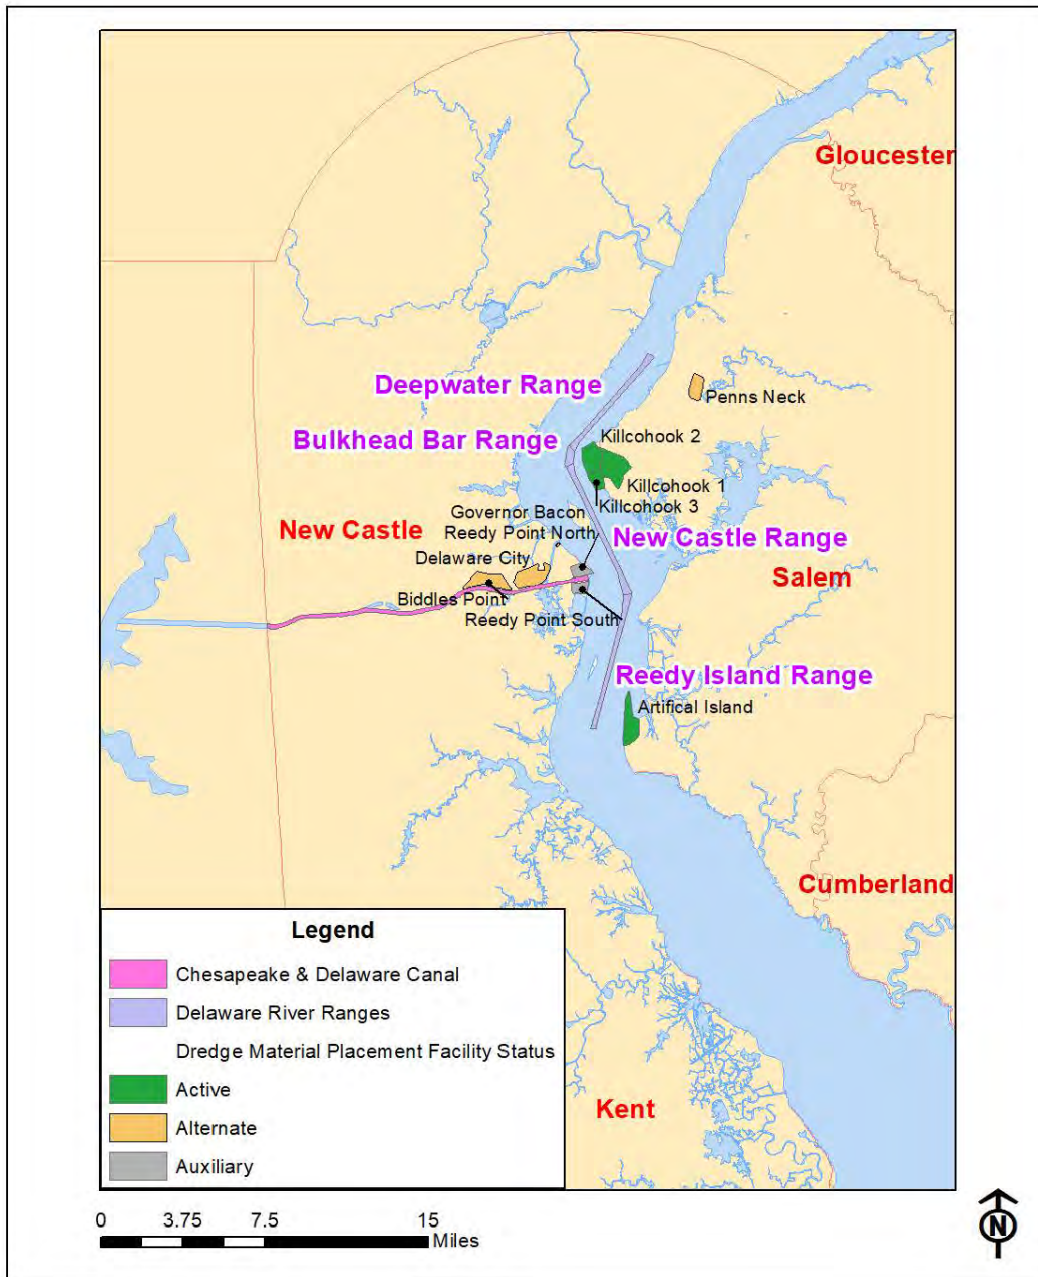 Gloucester
Deepwater Range
Penns Neck
Bulkhead Bar Range
Killcohook 2
Killcohook 1
Killcohook 3
Governor Bacon
Reedy Point North
New Castle
New Castle Range
Delaware City
Salem
Biddles Point
Reedy Point South
Reedy Island Range
Artifical Island
Cumberland
Kent
Legend
Chesapeake & Delaware Canal
Delaware River Ranges
Dredge Material Placement Facility Status
Active
Alternate
Auxiliary
0 3.75 7.5 15
Miles
N